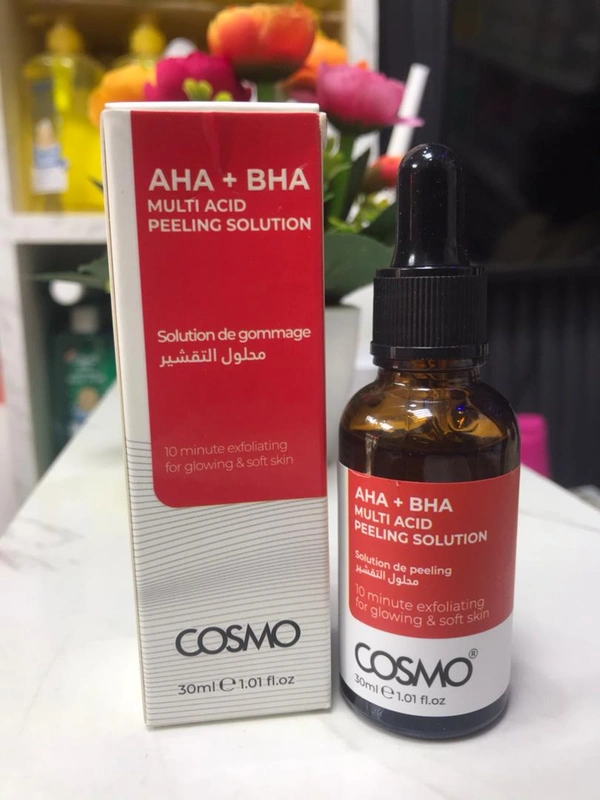 AHA + BHA
MULTI ACID
PEELING SOLUTION
Solution de gommage
محلول التقشير
10 minute exfoliating
for glowing & soft skin
COSMO
30ml ℮ 1.01 fl.oz
AHA + BHA
MULTI ACID
PEELING SOLUTION
Solution de peeling
محلول التقشير
10 minute exfoliating
for glowing & soft skin
COSMO®
30ml ℮ 1.01 fl.oz